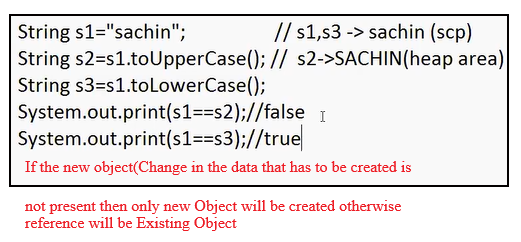 String s1="sachin"; // s1,s3 -> sachin (scp)
String s2=s1.toUpperCase(); // s2->SACHIN(heap area)
String s3=s1.toLowerCase();
System.out.print(s1==s2);//false
System.out.print(s1==s3);//true
If the new object(Change in the data that has to be created is
not present then only new Object will be created otherwise
reference will be Existing Object